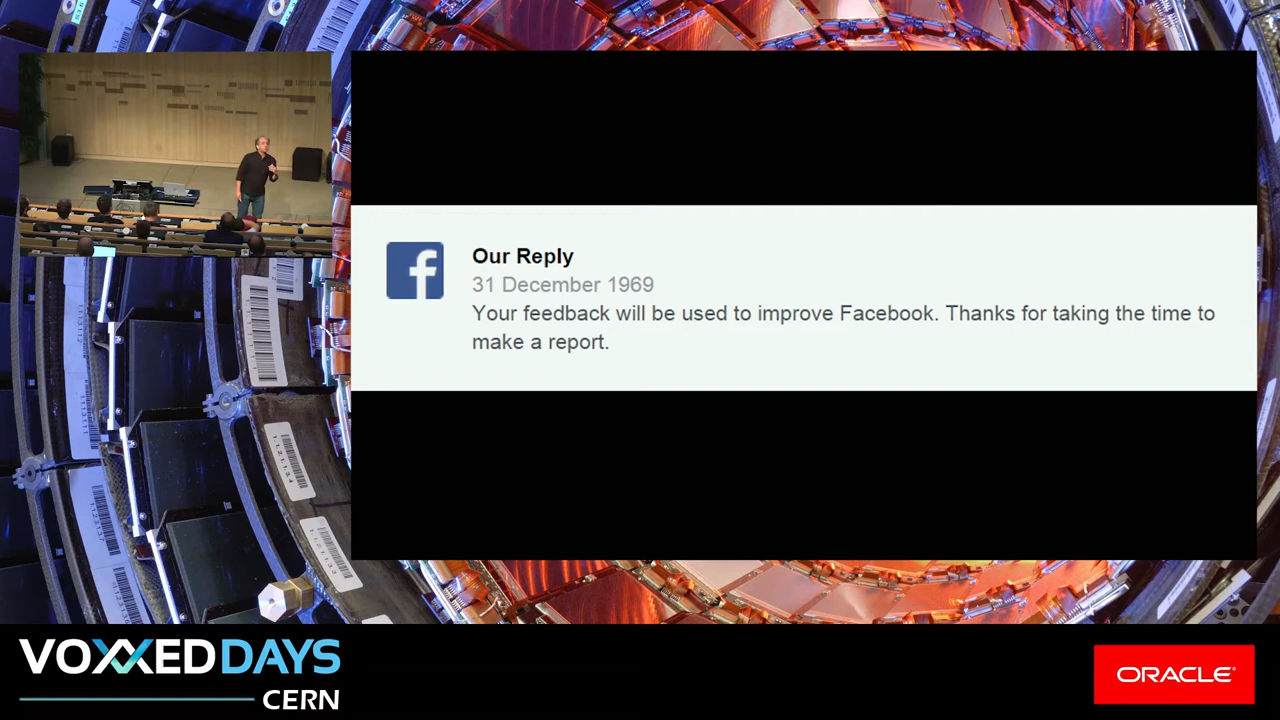 Our Reply
31 December 1969
Your feedback will be used to improve Facebook. Thanks for taking the time to
make a report.
VOXXED DAYS
CERN
ORACLE